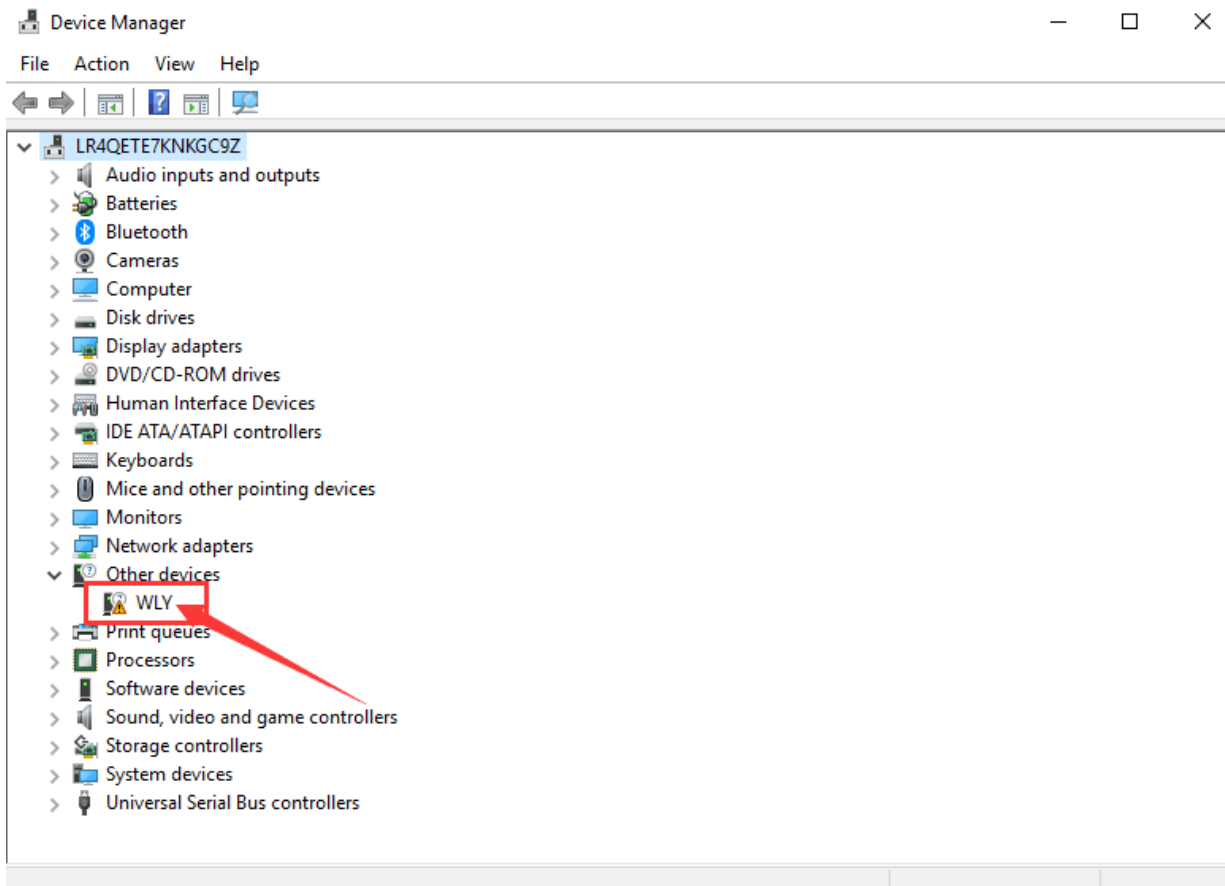 Device Manager
File Action View Help
LR4QETE7KNKGC9Z
Audio inputs and outputs
Batteries
Bluetooth
Cameras
Computer
Disk drives
Display adapters
DVD/CD-ROM drives
Human Interface Devices
IDE ATA/ATAPI controllers
Keyboards
Mice and other pointing devices
Monitors
Network adapters
Other devices
WLY
Print queues
Processors
Software devices
Sound, video and game controllers
Storage controllers
System devices
Universal Serial Bus controllers